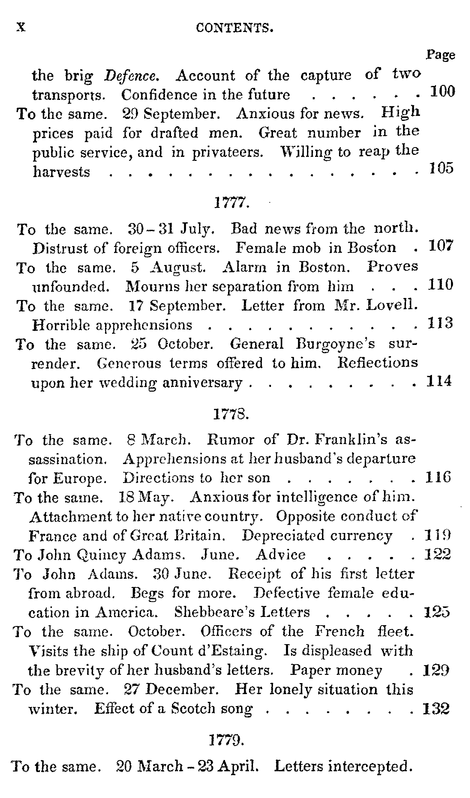 X CONTENTS.
Page
the brig Defence. Account of the capture of two
transports. Confidence in the future . . . . . . 100
To the same. 29 September. Anxious for news. High
prices paid for drafted men. Great number in the
public service, and in privateers. Willing to reap the
harvests . . . . . . . . . . . . . . . . 105
1777.
To the same. 30–31 July. Bad news from the north.
Distrust of foreign officers. Female mob in Boston . 107
To the same. 5 August. Alarm in Boston. Proves
unfounded. Mourns her separation from him . . . 110
To the same. 17 September. Letter from Mr. Lovell.
Horrible apprehensions . . . . . . . . . . . 113
To the same. 25 October. General Burgoyne's sur-
render. Generous terms offered to him. Reflections
upon her wedding anniversary . . . . . . . . . 114
1778.
To the same. 8 March. Rumor of Dr. Franklin's as-
sassination. Apprehensions at her husband's departure
for Europe. Directions to her son . . . . . . . 116
To the same. 18 May. Anxious for intelligence of him.
Attachment to her native country. Opposite conduct of
France and of Great Britain. Depreciated currency . 119
To John Quincy Adams. June. Advice . . . . . 122
To John Adams. 30 June. Receipt of his first letter
from abroad. Begs for more. Defective female edu-
cation in America. Shebbeare's Letters . . . . . 125
To the same. October. Officers of the French fleet.
Visits the ship of Count d'Estaing. Is displeased with
the brevity of her husband's letters. Paper money . 129
To the same. 27 December. Her lonely situation this
winter. Effect of a Scotch song . . . . . . . . 132
1779.
To the same. 20 March–23 April. Letters intercepted.